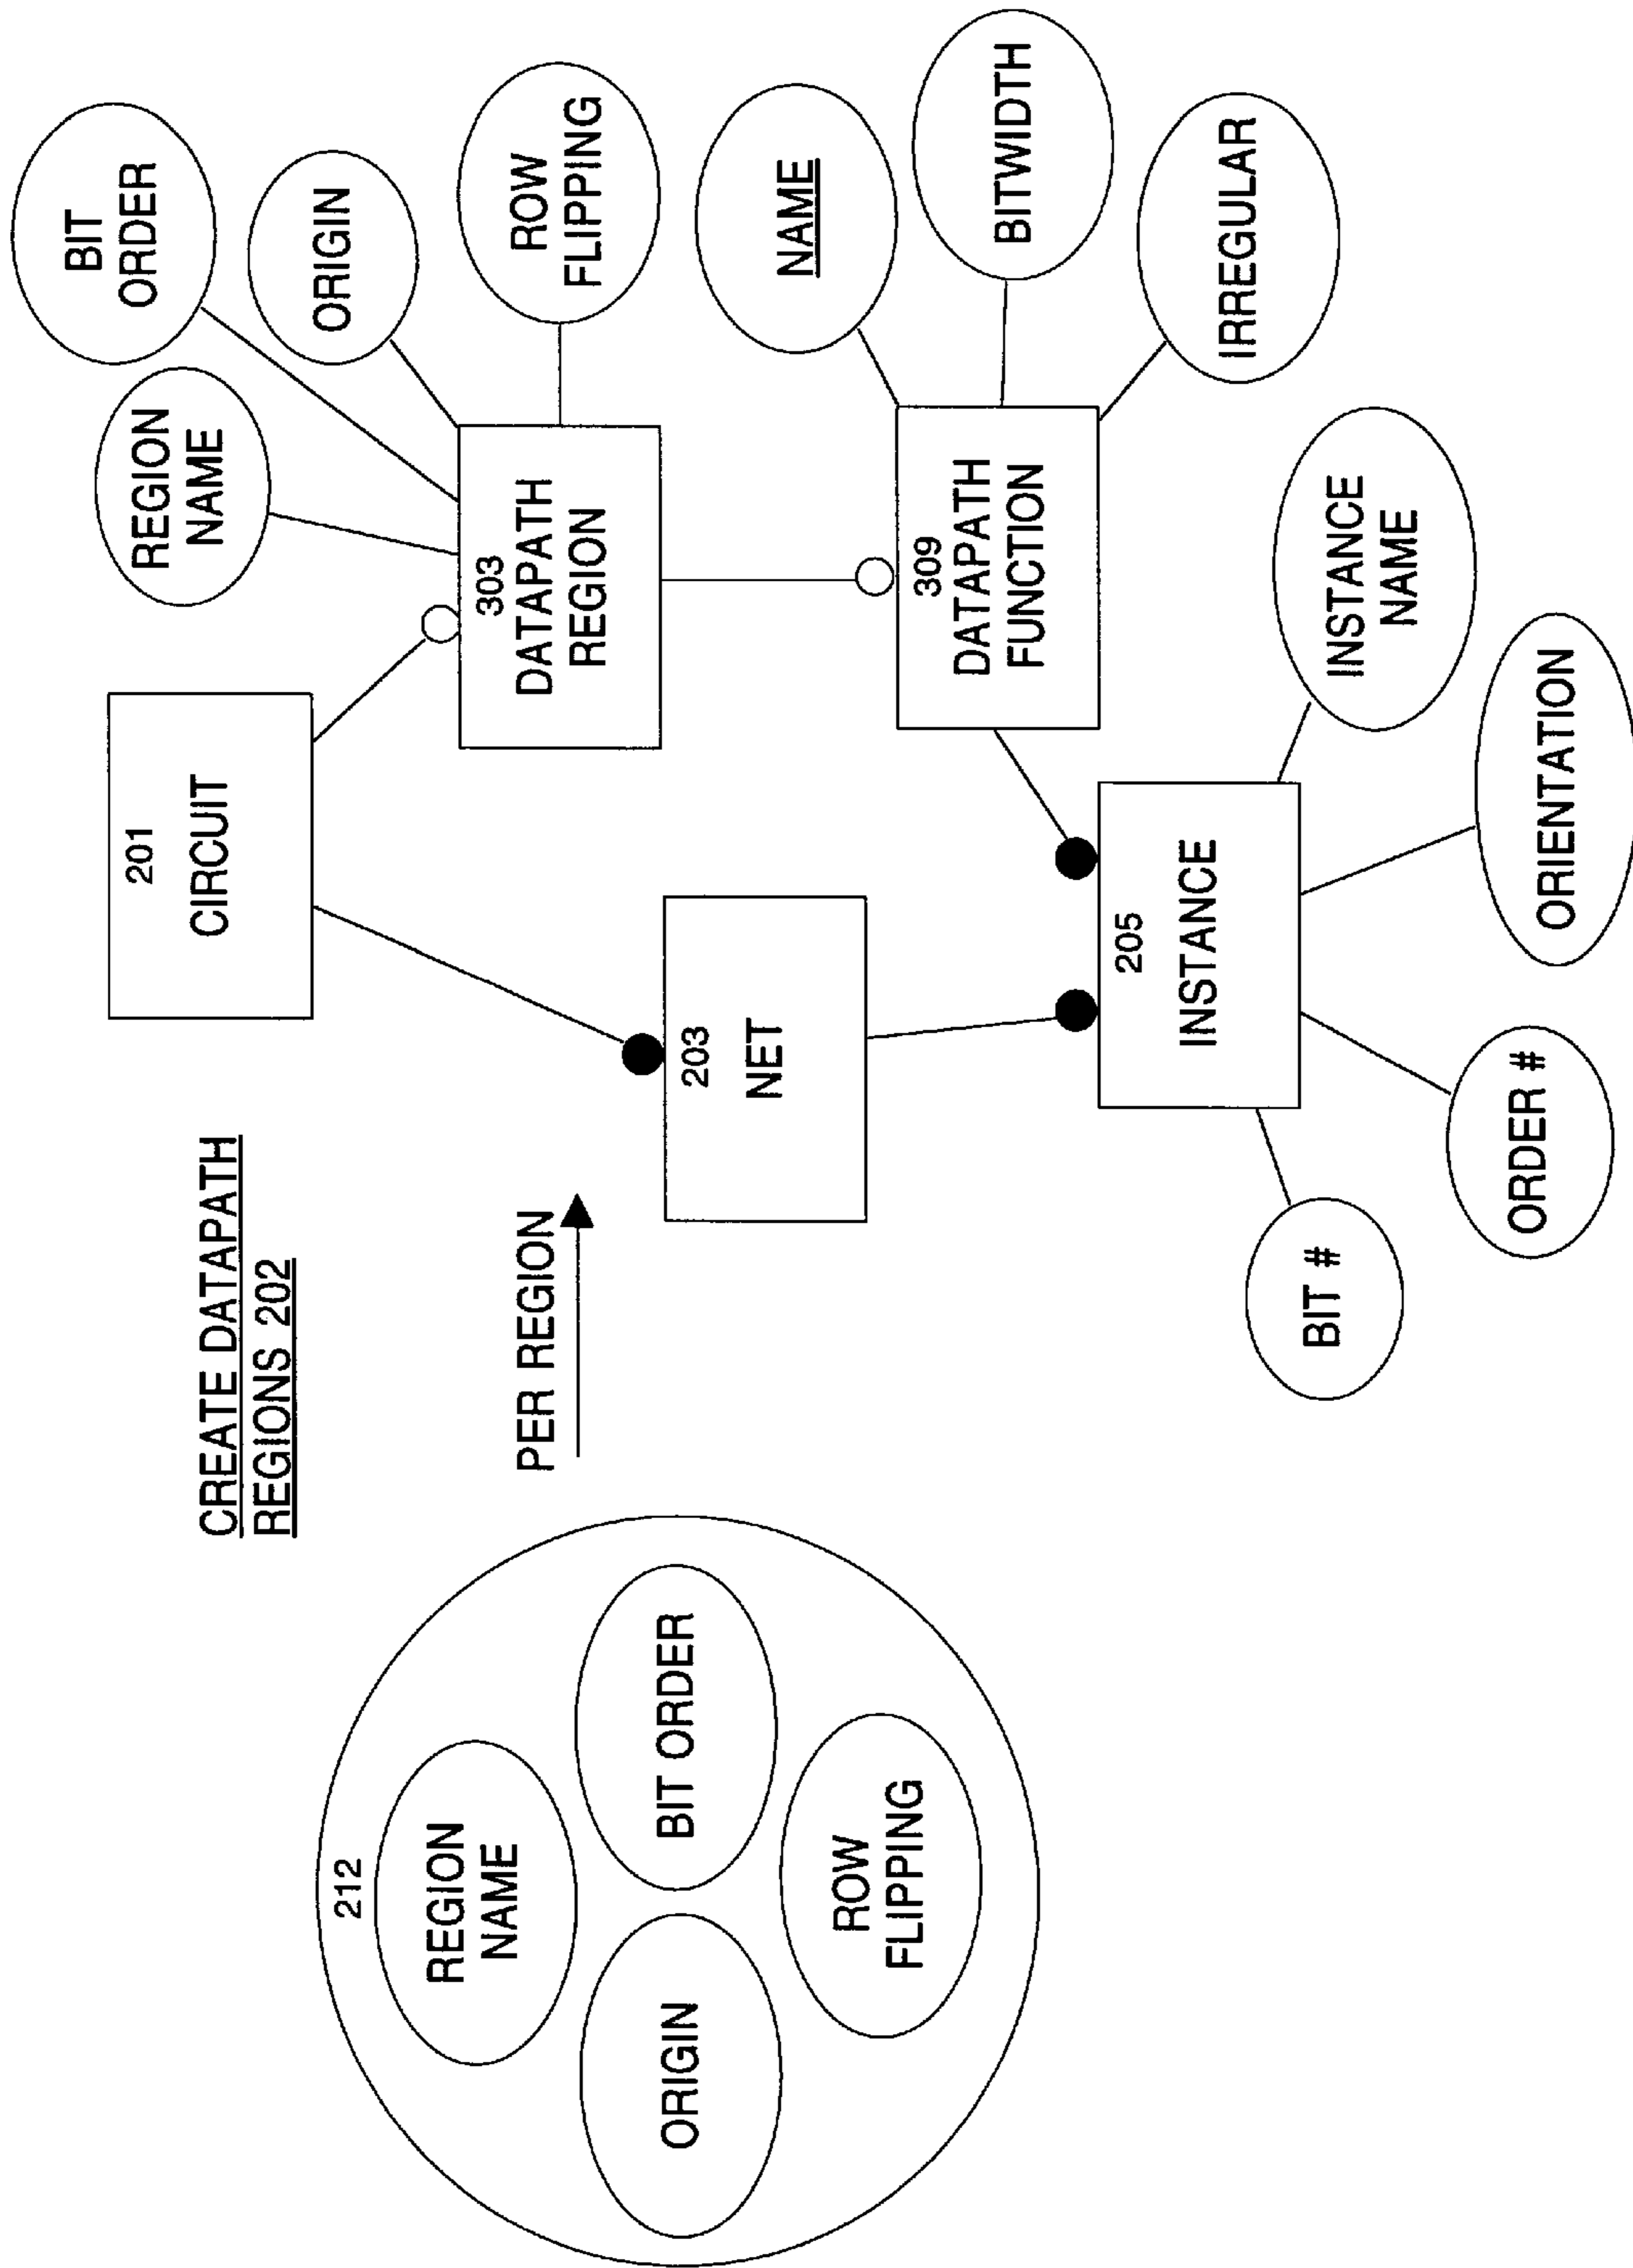 CREATE DATAPATH
REGIONS 202
212
REGION
NAME
ORIGIN
BIT ORDER
ROW
FLIPPING
PER REGION
201
CIRCUIT
203
NET
205
INSTANCE
BIT #
ORDER #
ORIENTATION
INSTANCE
NAME
303
DATAPATH
REGION
REGION
NAME
BIT
ORDER
ORIGIN
ROW
FLIPPING
309
DATAPATH
FUNCTION
NAME
BITWIDTH
IRREGULAR